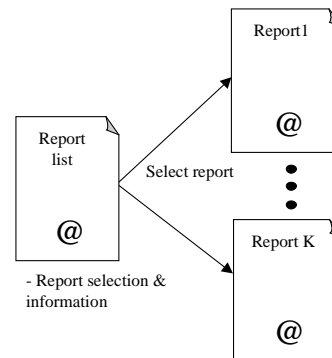 Report1
@
Report
list
@
Select report
- Report selection &
information
Report K
@